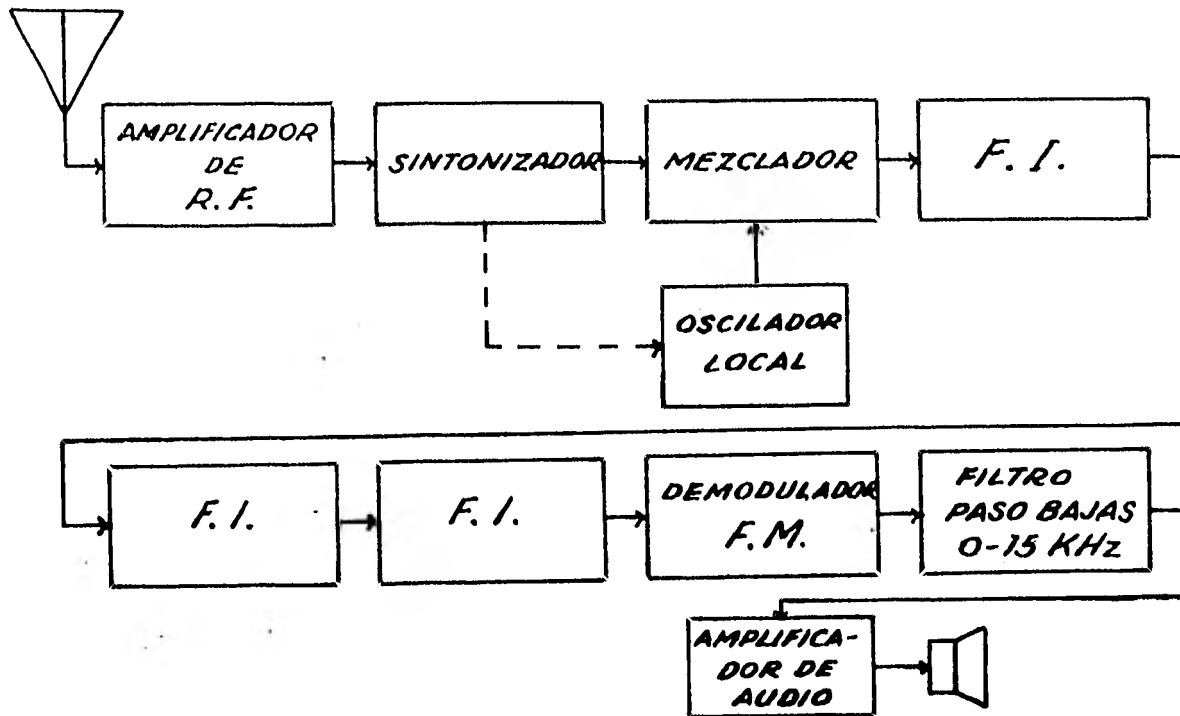 AMPLIFICADOR
DE
R.F.
SINTONIZADOR
MEZCLADOR
F. I.
OSCILADOR
LOCAL
F. I.
F. I.
DEMODULADOR
F.M.
FILTRO
PASO BAJAS
0-15 KHz
AMPLIFICA-
DOR DE
AUDIO